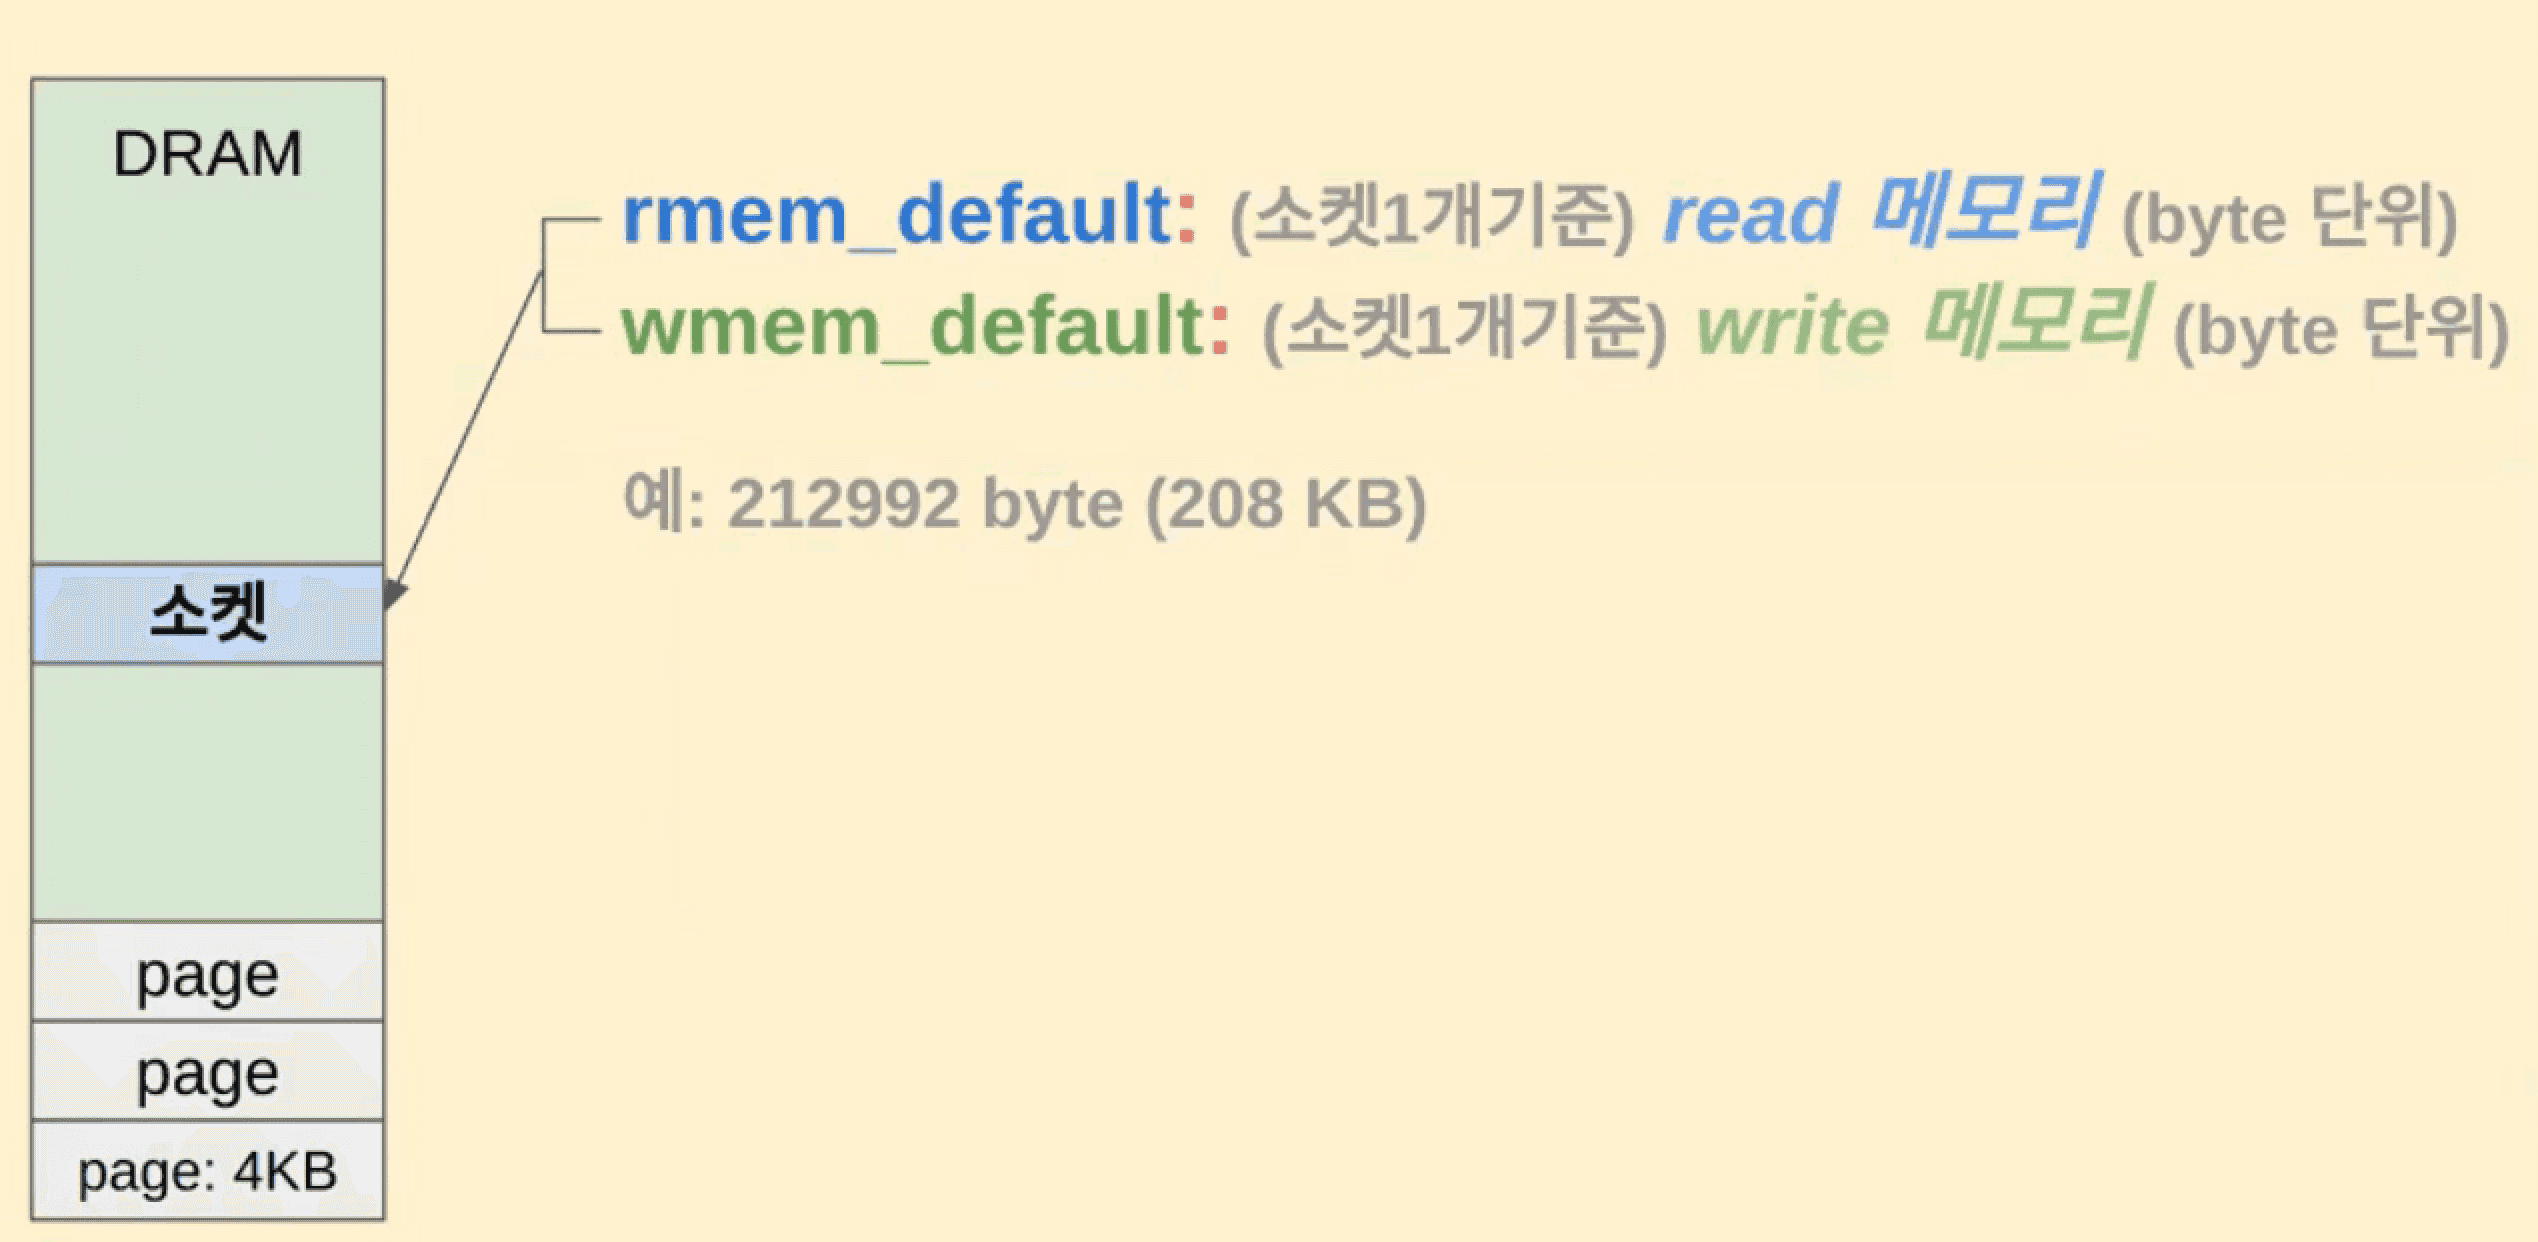 DRAM
rmem_default: (소켓1개기준) read 메모리 (byte 단위)
wmem_default: (소켓1개기준) write 메모리 (byte 단위)
예: 212992 byte (208 KB)
소켓
page
page
page: 4KB